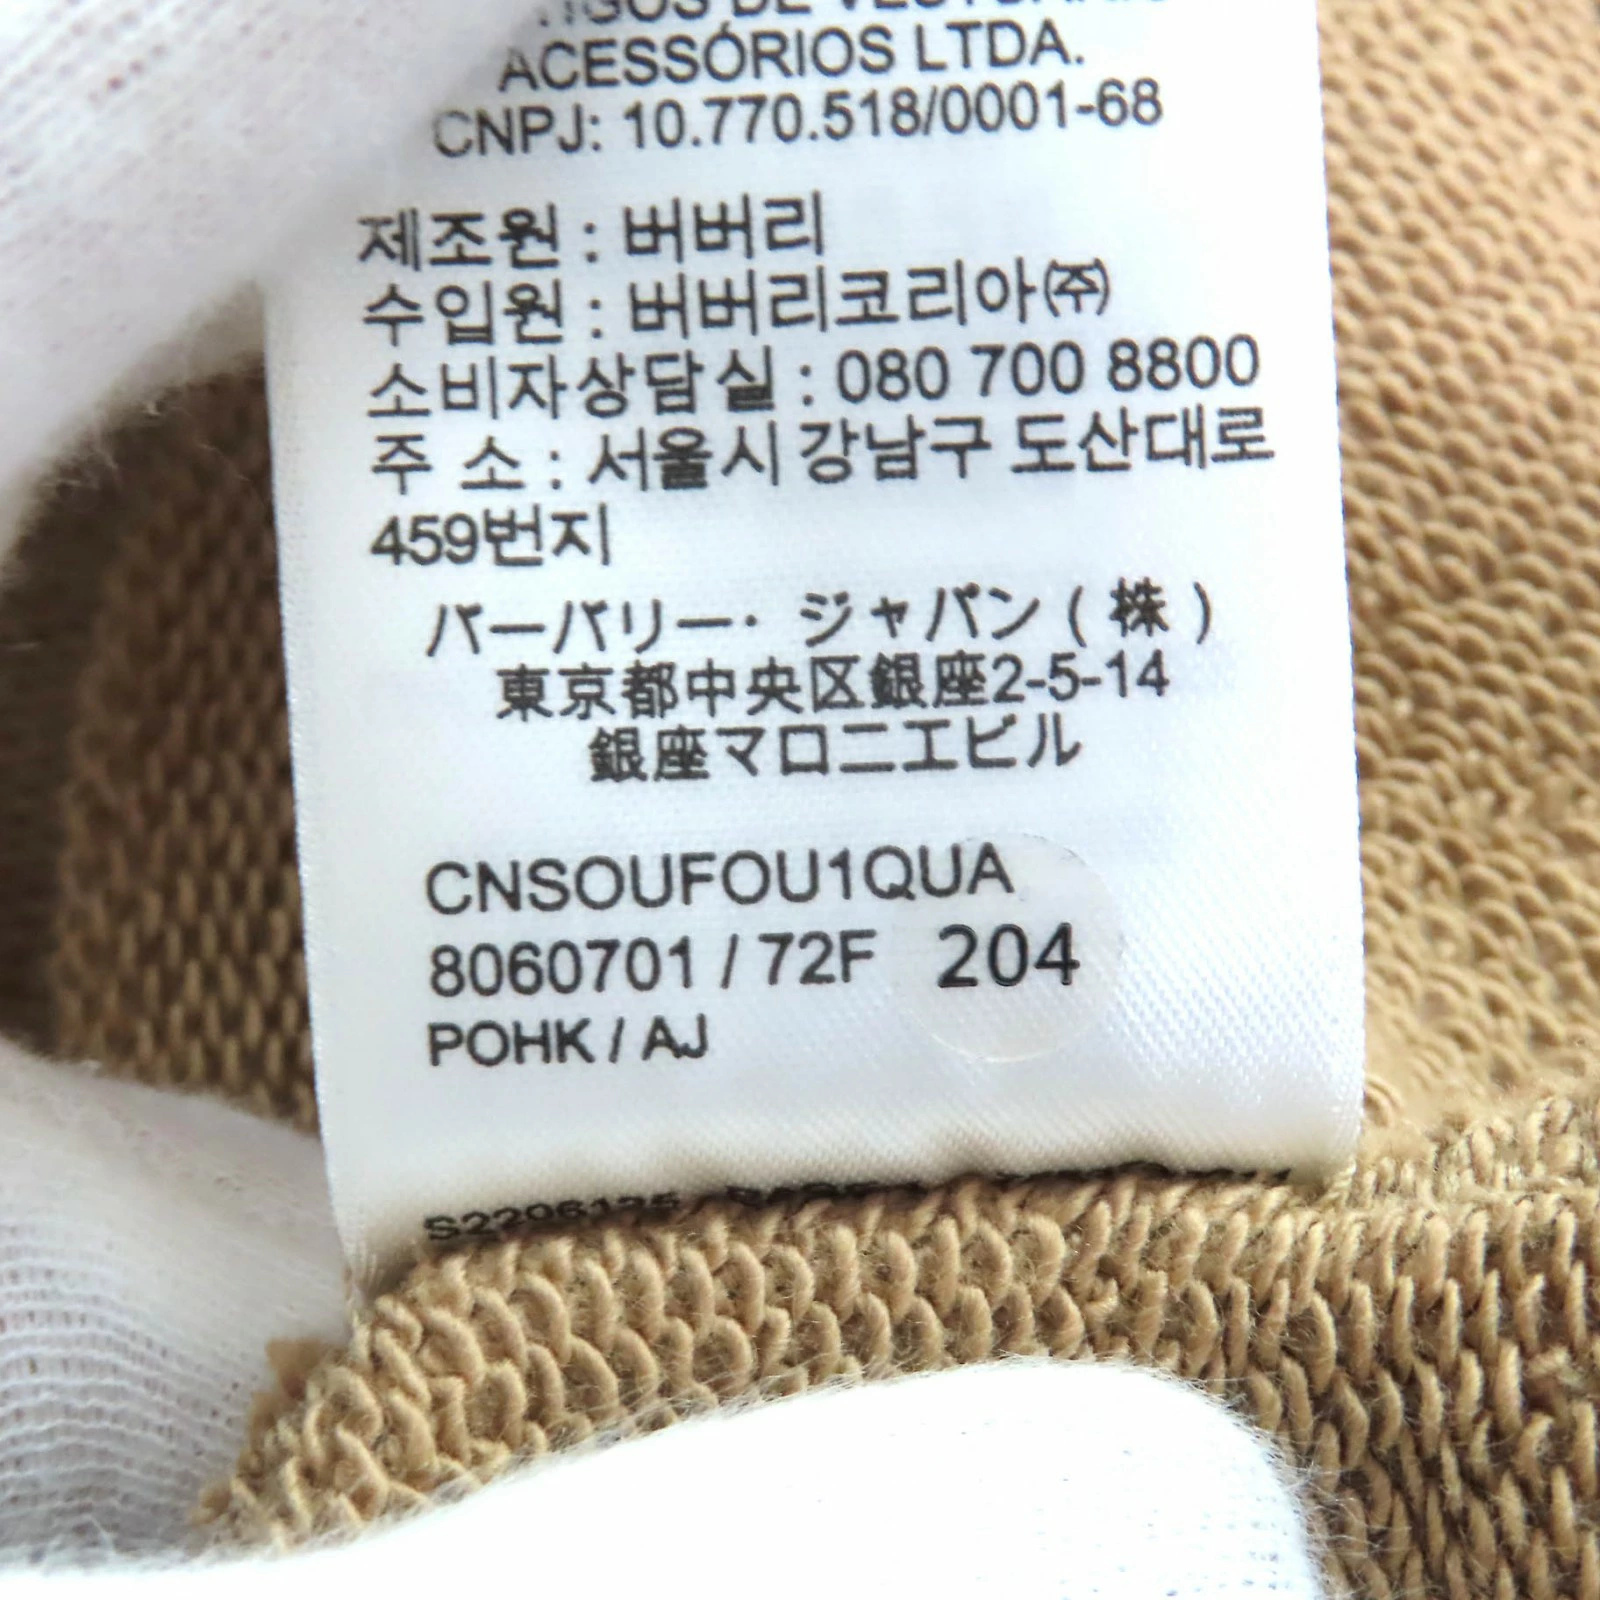 DE
ACESSÓRIOS LTDA.
CNPJ: 10.770.518/0001-68
제조원 : 버버리
수입원 : 버버리코리아㈜
소비자상담실 : 080 700 8800
주 소 : 서울시 강남구 도산대로
459번지
バーバリー· ジャパン ( 株 )
東京都中央区銀座2-5-14
銀座マロニエビル
CNSOUFOU1QUA
8060701 / 72F 204
POHK / AJ